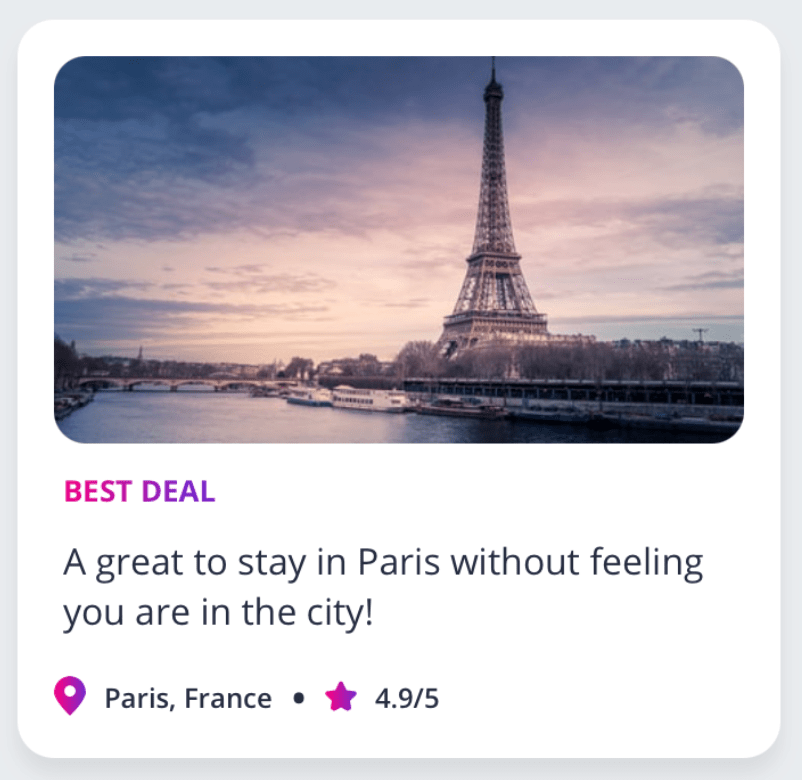 BEST DEAL
A great to stay in Paris without feeling
you are in the city!
Paris, France • 4.9/5